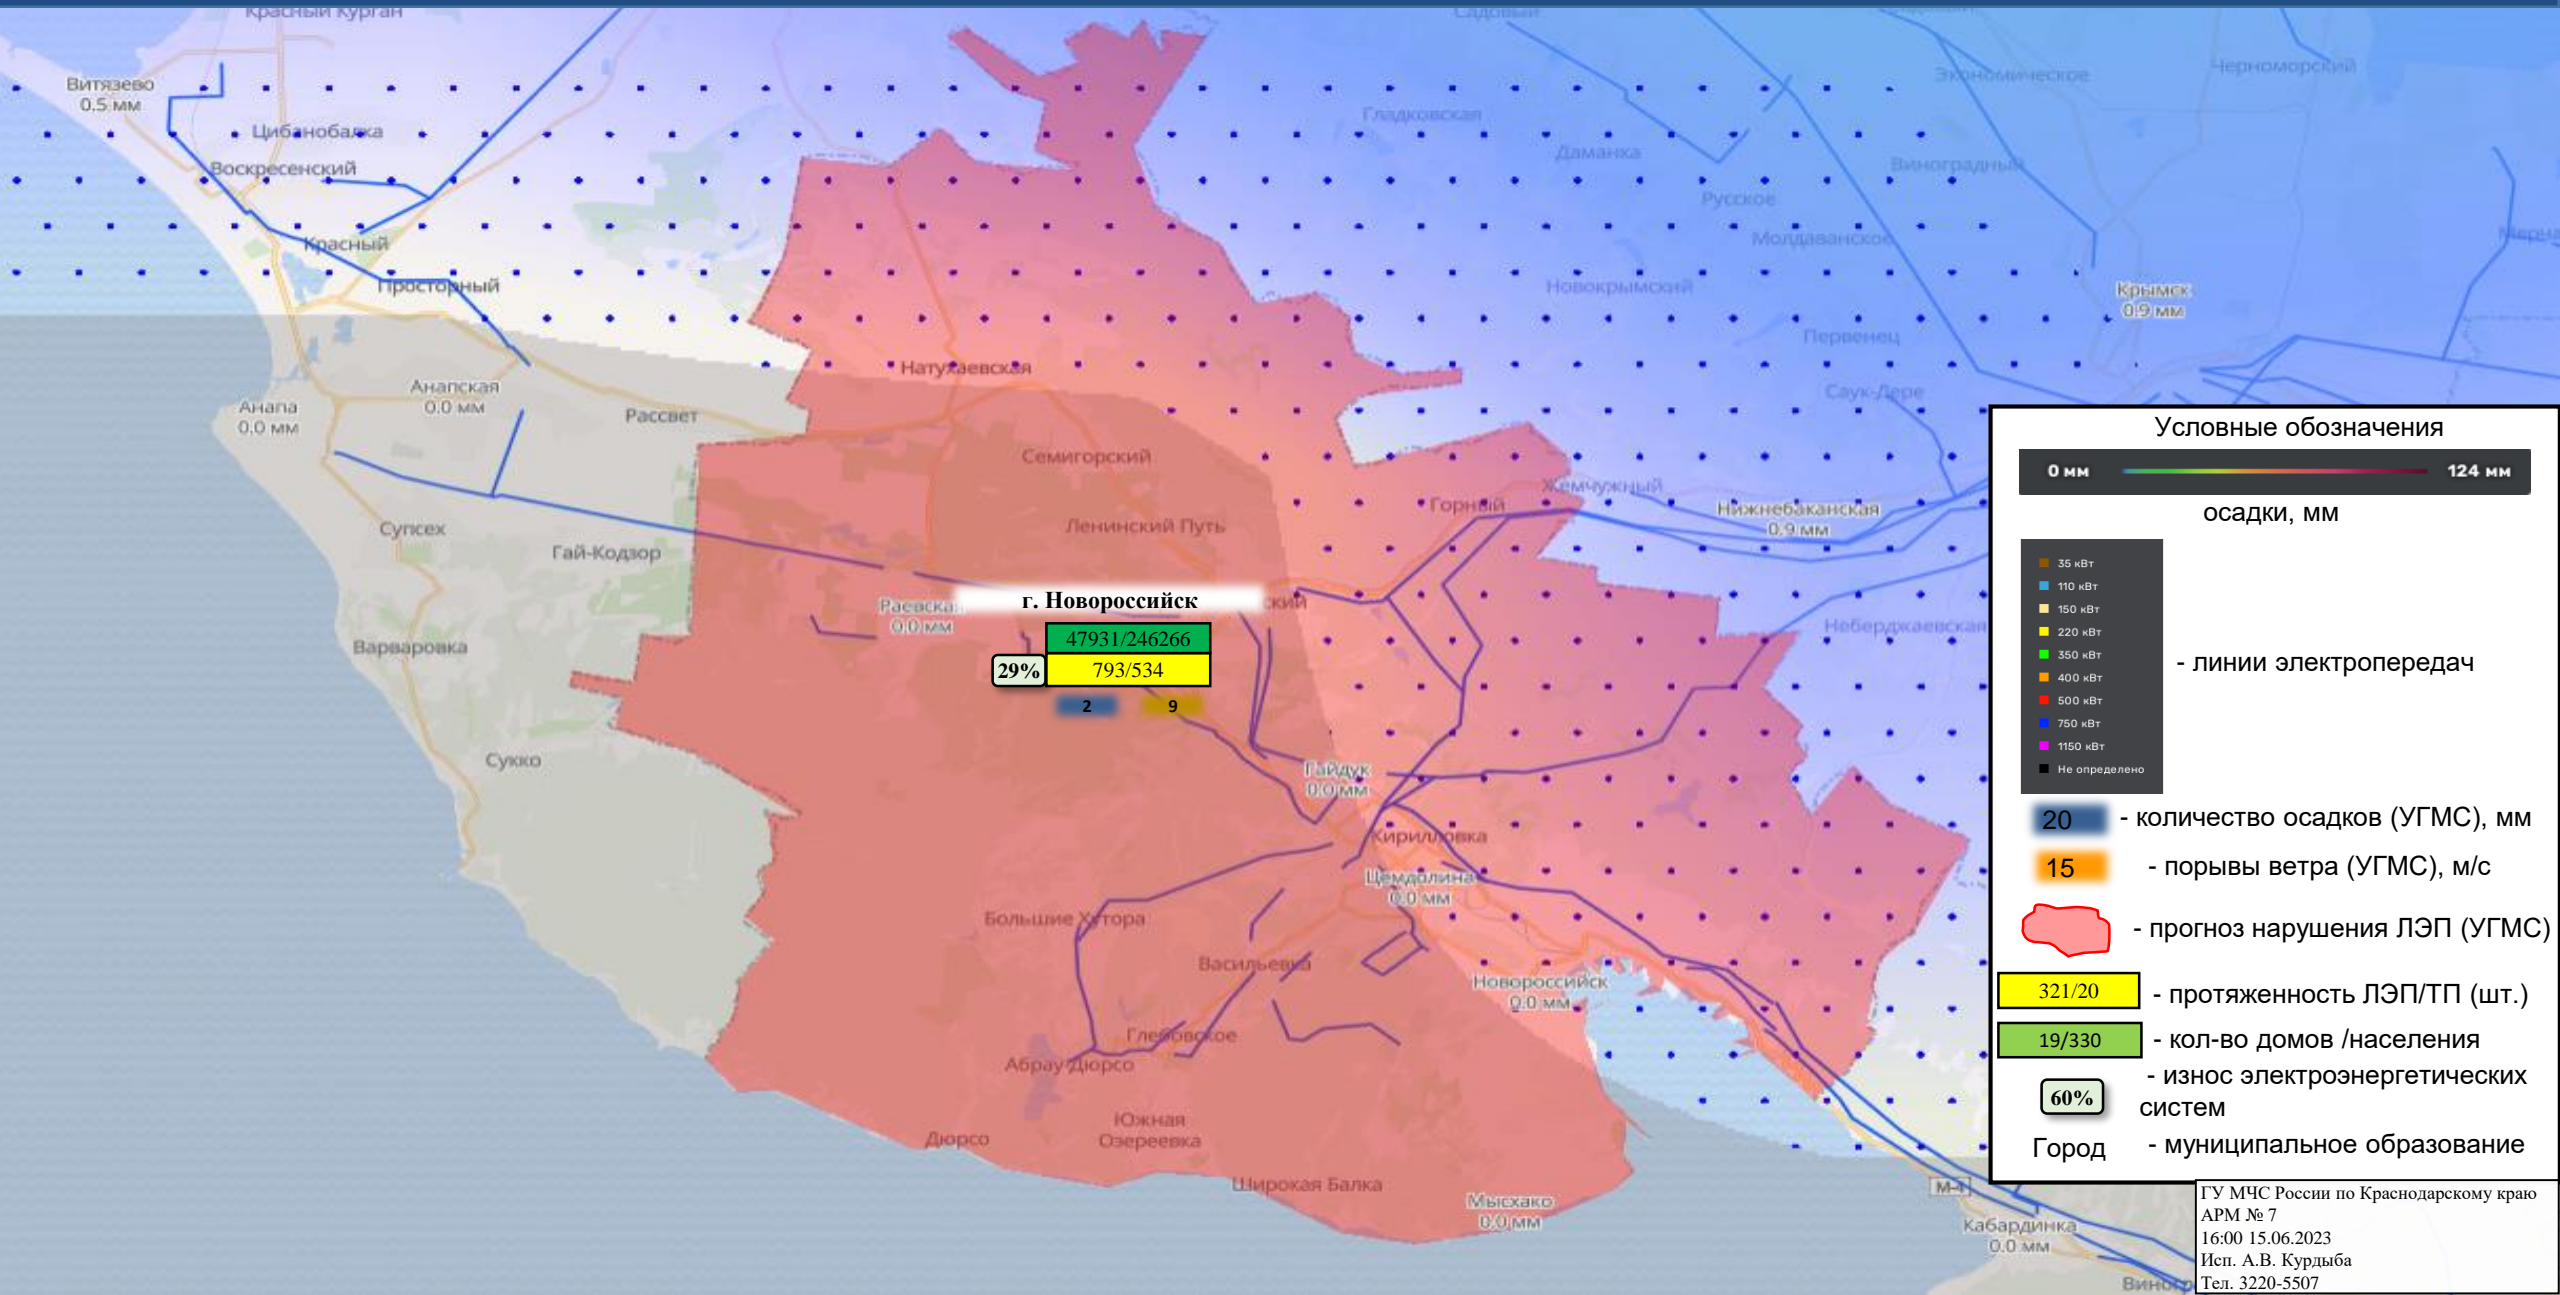 Красный Курган
Садовый
Витязево
0.5 мм
Экономическое
Черноморский
Цибанобалка
Гладковская
Воскресенский
Даманка
Виноградный
Русское
Красный
Молдаванское
Просторный
Новокрымский
Крымск
0.9 мм
Первенец
Натухаевская
Анапская
0.0 мм
Саук-Дере
Анапа
0.0 мм
Рассвет
Семигорский
Горный
Жемчужный
Нижнебаканская
0.9 мм
Супсех
Ленинский Путь
Гай-Кодзор
г. Новороссийск
Раевска
0.0 мм
ский
47931/246266
29%
793/534
2
9
Неберджаевская
Варваровка
Сукко
Гайдук
0.0 мм
Кирилловка
Цемдолина
0.0 мм
Большие Хутора
Васильевка
Новороссийск
0.0 мм
Глебовское
Абрау-Дюрсо
Южная
Озереевка
Дюрсо
Широкая Балка
Мысхако
0.0 мм
М-4
Кабардинка
0.0 мм
Условные обозначения
0 мм
124 мм
осадки, мм
35 кВт
110 кВт
150 кВт
220 кВт
350 кВт
400 кВт
500 кВт
750 кВт
1150 кВт
Не определено
- линии электропередач
20 - количество осадков (УГМС), мм
15 - порывы ветра (УГМС), м/с
- прогноз нарушения ЛЭП (УГМС)
321/20 - протяженность ЛЭП/ТП (шт.)
19/330 - кол-во домов /населения
60% - износ электроэнергетических
систем
Город - муниципальное образование
ГУ МЧС России по Краснодарскому краю
АРМ № 7
16:00 15.06.2023
Исп. А.В. Курдыба
Тел. 3220-5507